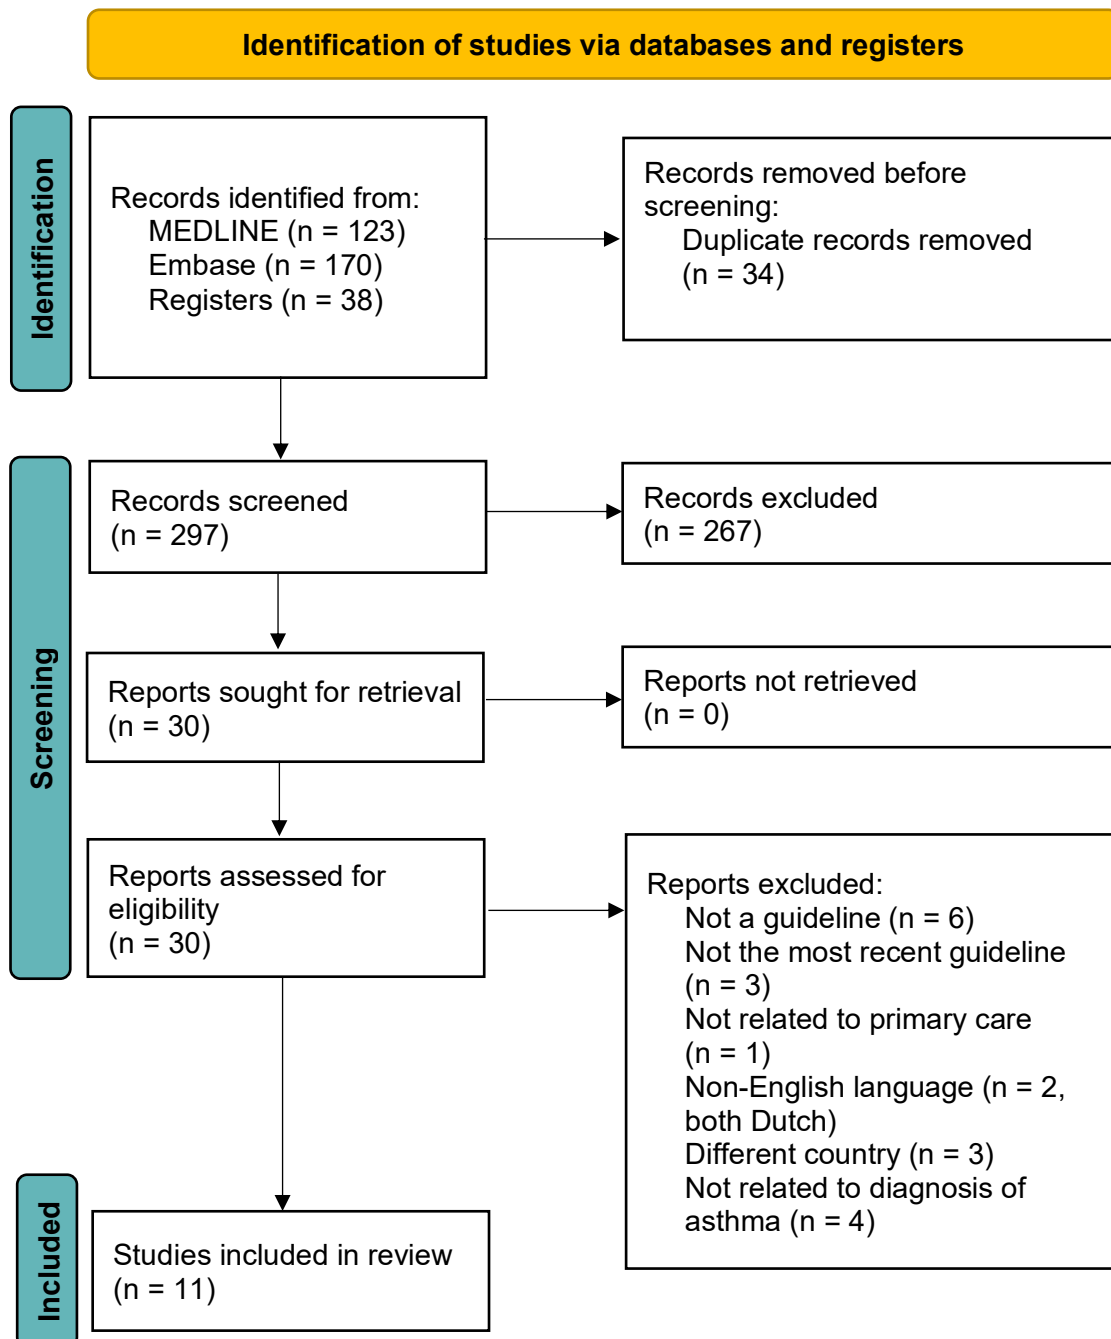 Identification of studies via databases and registers
Identification
Records identified from:
MEDLINE (n = 123)
Embase (n = 170)
Registers (n = 38)
Records removed before
screening:
Duplicate records removed
(n = 34)
Screening
Records screened
(n = 297)
Records excluded
(n = 267)
Reports sought for retrieval
(n = 30)
Reports not retrieved
(n = 0)
Reports assessed for
eligibility
(n = 30)
Reports excluded:
Not a guideline (n = 6)
Not the most recent guideline
(n = 3)
Not related to primary care
(n = 1)
Non-English language (n = 2,
both Dutch)
Different country (n = 3)
Not related to diagnosis of
asthma (n = 4)
Included
Studies included in review
(n = 11)